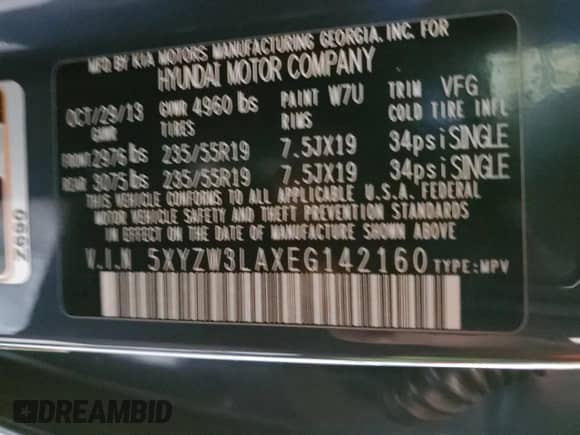 MFD. BY KIA MOTORS MANUFACTURING GEORGIA, INC. FOR
HYUNDAI MOTOR COMPANY
OCT/29/13 GVWR 4960 lbs PAINT W7U TRIM VFG
GAWR TIRES RIMS COLD TIRE INFL
FRONT 2976 lbs 235/55R19 7.5JX19 34psi SINGLE
REAR 3075 lbs 235/55R19 7.5JX19 34psi SINGLE
THIS VEHICLE CONFORMS TO ALL APPLICABLE U.S.A. FEDERAL
MOTOR VEHICLE SAFETY AND THEFT PREVENTION STANDARDS
IN EFFECT ON THE DATE OF MANUFACTURE SHOWN ABOVE
V.I.N 5XYZW3LAXEG142160 TYPE:MPV
DREAMBID